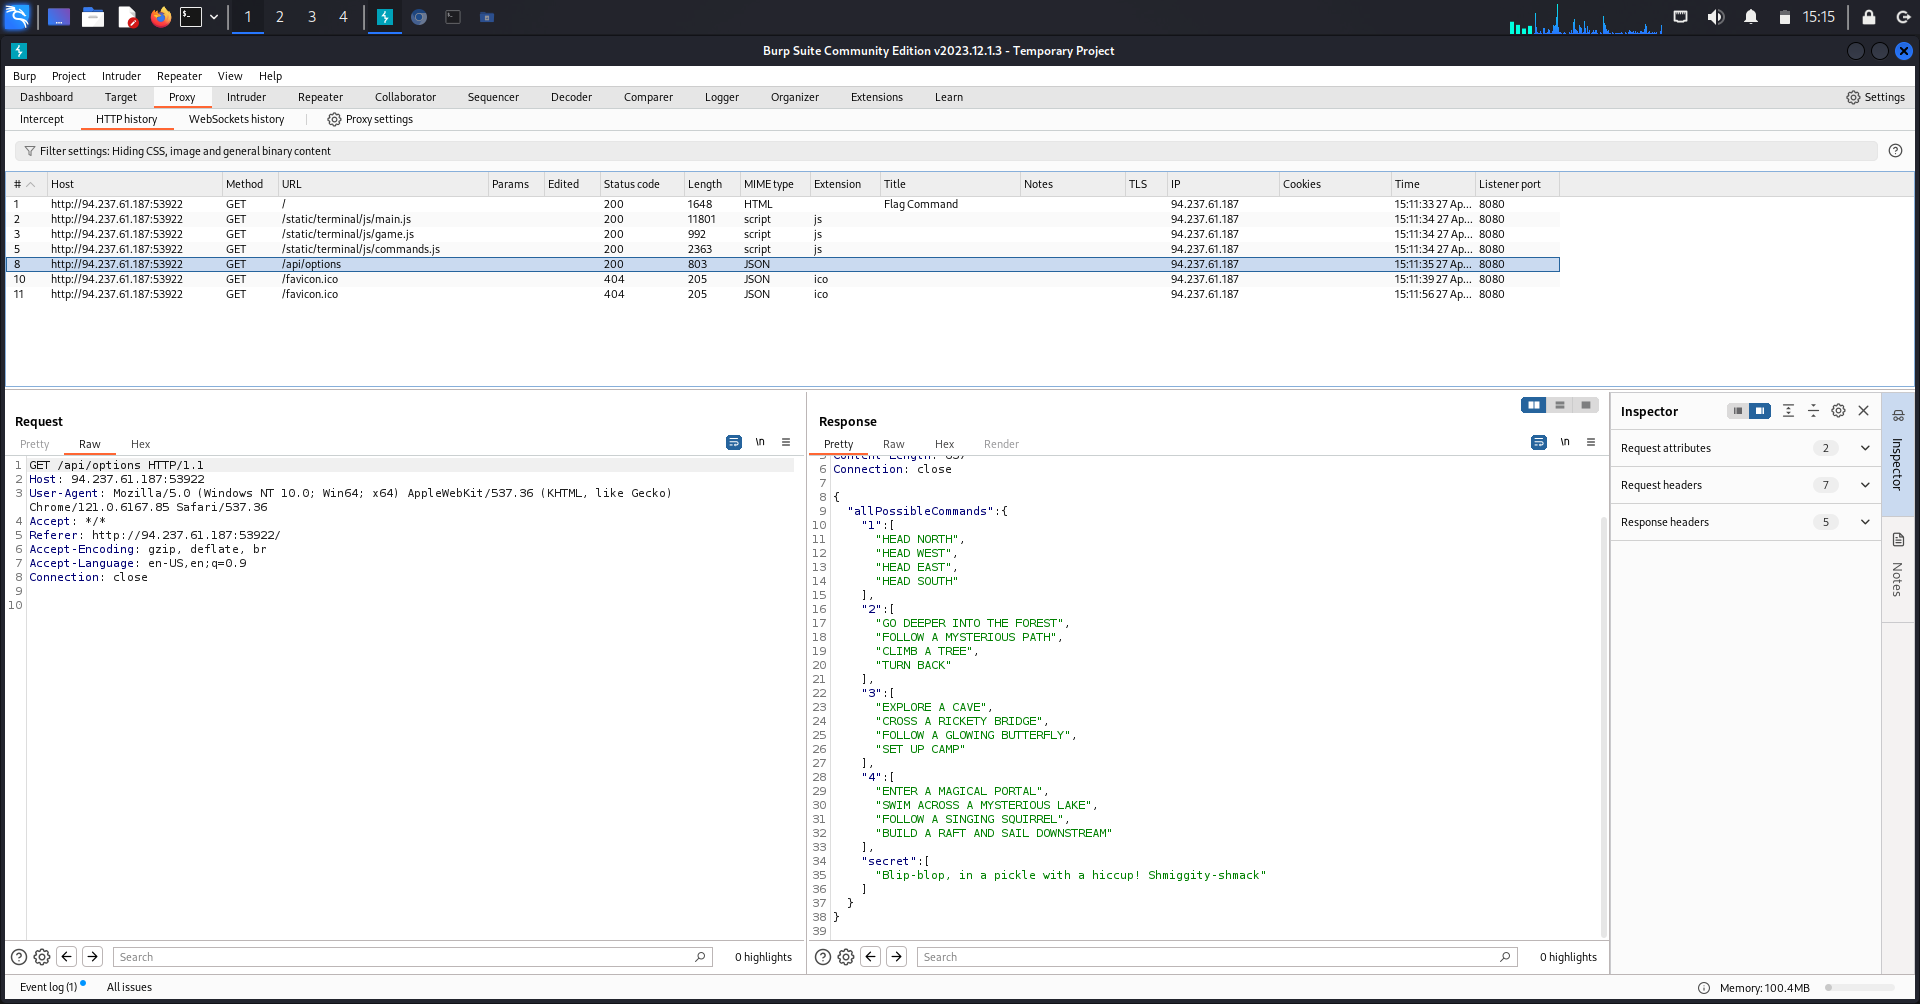 1 2 3 4 15:15
Burp Suite Community Edition v2023.12.1.3 - Temporary Project
Burp Project Intruder Repeater View Help
Dashboard Target Proxy Intruder Repeater Collaborator Sequencer Decoder Comparer Logger Organizer Extensions Learn Settings
Intercept HTTP history WebSockets history Proxy settings
Filter settings: Hiding CSS, image and general binary content
# Host Method URL Params Edited Status code Length MIME type Extension Title Notes TLS IP Cookies Time Listener port
1 http://94.237.61.187:53922 GET / 200 1648 HTML Flag Command 94.237.61.187 15:11:33 27 Ap... 8080
2 http://94.237.61.187:53922 GET /static/terminal/js/main.js 200 11801 script js 94.237.61.187 15:11:34 27 Ap... 8080
3 http://94.237.61.187:53922 GET /static/terminal/js/game.js 200 992 script js 94.237.61.187 15:11:34 27 Ap... 8080
5 http://94.237.61.187:53922 GET /static/terminal/js/commands.js 200 2363 script js 94.237.61.187 15:11:34 27 Ap... 8080
8 http://94.237.61.187:53922 GET /api/options 200 803 JSON 94.237.61.187 15:11:35 27 Ap... 8080
10 http://94.237.61.187:53922 GET /favicon.ico 404 205 JSON ico 94.237.61.187 15:11:39 27 Ap... 8080
11 http://94.237.61.187:53922 GET /favicon.ico 404 205 JSON ico 94.237.61.187 15:11:56 27 Ap... 8080
Request
Pretty Raw Hex \n
1 GET /api/options HTTP/1.1
2 Host: 94.237.61.187:53922
3 User-Agent: Mozilla/5.0 (Windows NT 10.0; Win64; x64) AppleWebKit/537.36 (KHTML, like Gecko)
Chrome/121.0.6167.85 Safari/537.36
4 Accept: */*
5 Referer: http://94.237.61.187:53922/
6 Accept-Encoding: gzip, deflate, br
7 Accept-Language: en-US,en;q=0.9
8 Connection: close
9
10
Search 0 highlights
Response
Pretty Raw Hex Render \n
5 Content-Length: 637
6 Connection: close
7
8 {
9 "allPossibleCommands":{
10 "1":[
11 "HEAD NORTH",
12 "HEAD WEST",
13 "HEAD EAST",
14 "HEAD SOUTH"
15 ],
16 "2":[
17 "GO DEEPER INTO THE FOREST",
18 "FOLLOW A MYSTERIOUS PATH",
19 "CLIMB A TREE",
20 "TURN BACK"
21 ],
22 "3":[
23 "EXPLORE A CAVE",
24 "CROSS A RICKETY BRIDGE",
25 "FOLLOW A GLOWING BUTTERFLY",
26 "SET UP CAMP"
27 ],
28 "4":[
29 "ENTER A MAGICAL PORTAL",
30 "SWIM ACROSS A MYSTERIOUS LAKE",
31 "FOLLOW A SINGING SQUIRREL",
32 "BUILD A RAFT AND SAIL DOWNSTREAM"
33 ],
34 "secret":[
35 "Blip-blop, in a pickle with a hiccup! Shmiggity-shmack"
36 ]
37 }
38 }
39
Search 0 highlights
Inspector
Request attributes 2
Request headers 7
Response headers 5
Inspector
Notes
Event log (1) All issues Memory: 100.4MB